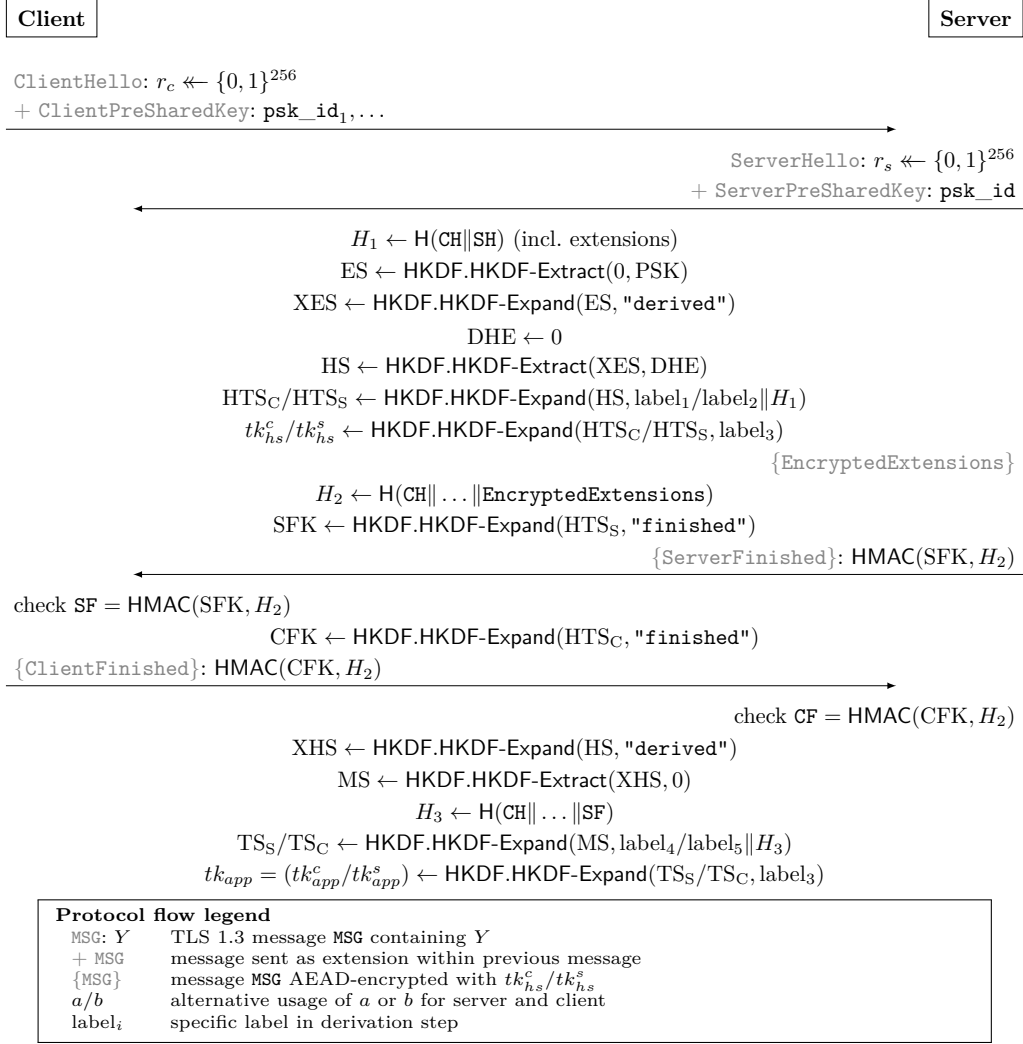 Client
Server
ClientHello: r_c ↞ {0, 1}^256
+ ClientPreSharedKey: psk_id_1,...
ServerHello: r_s ↞ {0, 1}^256
+ ServerPreSharedKey: psk_id
H_1 ← H(CH‖SH) (incl. extensions)
ES ← HKDF.HKDF-Extract(0, PSK)
XES ← HKDF.HKDF-Expand(ES, "derived")
DHE ← 0
HS ← HKDF.HKDF-Extract(XES, DHE)
HTS_C/HTS_S ← HKDF.HKDF-Expand(HS, label_1/label_2‖H_1)
tk^c_hs/tk^s_hs ← HKDF.HKDF-Expand(HTS_C/HTS_S, label_3)
{EncryptedExtensions}
H_2 ← H(CH‖...‖EncryptedExtensions)
SFK ← HKDF.HKDF-Expand(HTS_S, "finished")
{ServerFinished}: HMAC(SFK, H_2)
check SF = HMAC(SFK, H_2)
CFK ← HKDF.HKDF-Expand(HTS_C, "finished")
{ClientFinished}: HMAC(CFK, H_2)
check CF = HMAC(CFK, H_2)
XHS ← HKDF.HKDF-Expand(HS, "derived")
MS ← HKDF.HKDF-Extract(XHS, 0)
H_3 ← H(CH‖...‖SF)
TS_S/TS_C ← HKDF.HKDF-Expand(MS, label_4/label_5‖H_3)
tk_app = (tk^c_app/tk^s_app) ← HKDF.HKDF-Expand(TS_S/TS_C, label_3)
Protocol flow legend
MSG: Y TLS 1.3 message MSG containing Y
+ MSG message sent as extension within previous message
{MSG} message MSG AEAD-encrypted with tk^c_hs/tk^s_hs
a/b alternative usage of a or b for server and client
label_i specific label in derivation step